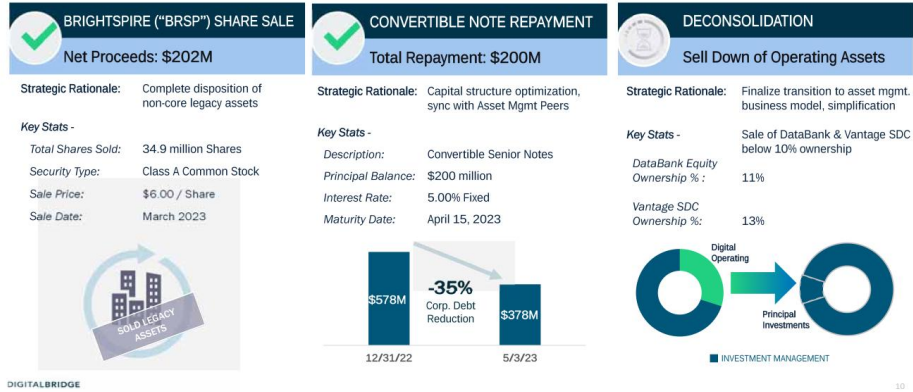 BRIGHTSPIRE (“BRSP”) SHARE SALE
Net Proceeds: $202M
Strategic Rationale: Complete disposition of
non-core legacy assets
Key Stats -
Total Shares Sold: 34.9 million Shares
Security Type: Class A Common Stock
Sale Price: $6.00 / Share
Sale Date: March 2023
SOLD LEGACY
ASSETS
CONVERTIBLE NOTE REPAYMENT
Total Repayment: $200M
Strategic Rationale: Capital structure optimization,
sync with Asset Mgmt Peers
Key Stats -
Description: Convertible Senior Notes
Principal Balance: $200 million
Interest Rate: 5.00% Fixed
Maturity Date: April 15, 2023
$578M
-35%
Corp. Debt
Reduction
$378M
12/31/22 5/3/23
DECONSOLIDATION
Sell Down of Operating Assets
Strategic Rationale: Finalize transition to asset mgmt.
business model, simplification
Key Stats - Sale of DataBank & Vantage SDC
below 10% ownership
DataBank Equity
Ownership % : 11%
Vantage SDC
Ownership %: 13%
Digital
Operating
Principal
Investments
INVESTMENT MANAGEMENT
DIGITALBRIDGE
10